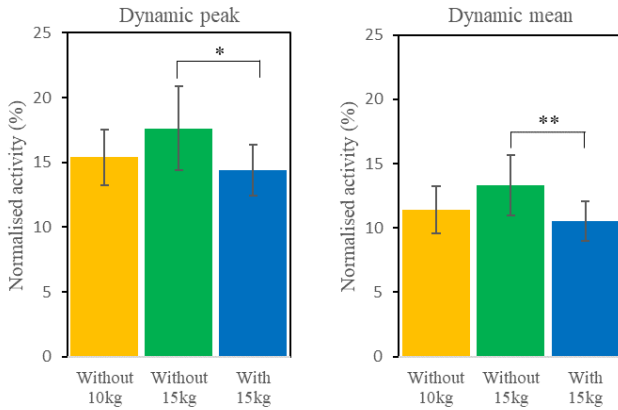 Dynamic peak
Normalised activity (%)
25
20
15
10
5
0
*
Without
10kg
Without
15kg
With
15kg
Dynamic mean
Normalised activity (%)
25
20
15
10
5
0
**
Without
10kg
Without
15kg
With
15kg